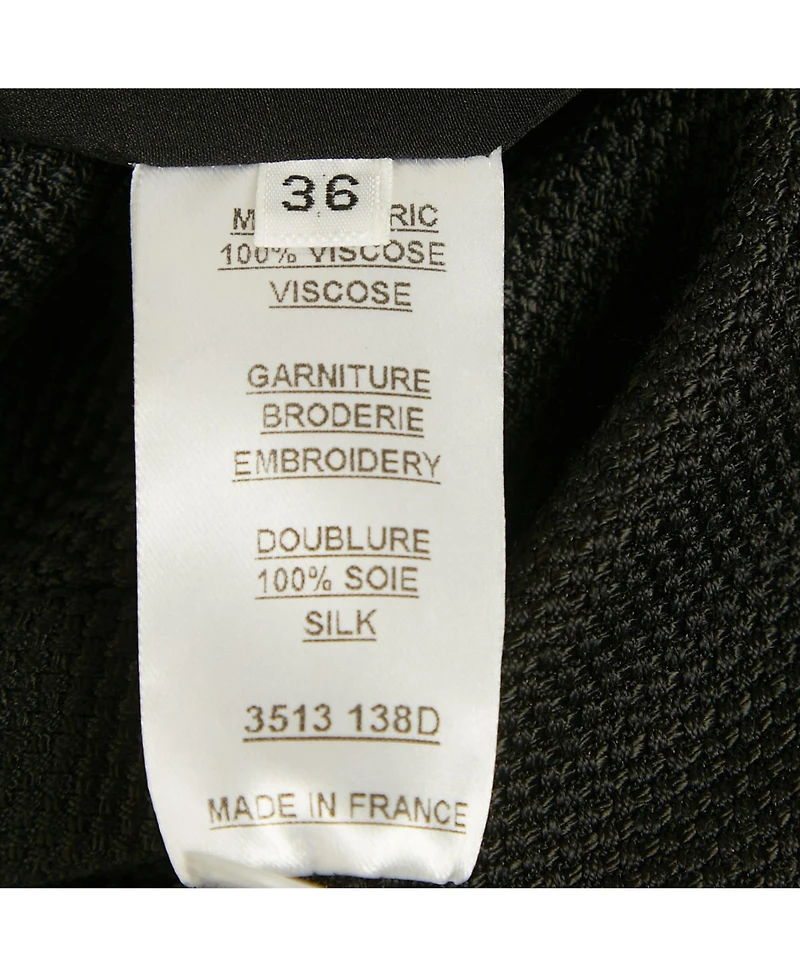 36
100% VISCOSE
VISCOSE
GARNITURE
BRODERIE
EMBROIDERY
DOUBLURE
100% SOIE
SILK
3513 138D
MADE IN FRANCE